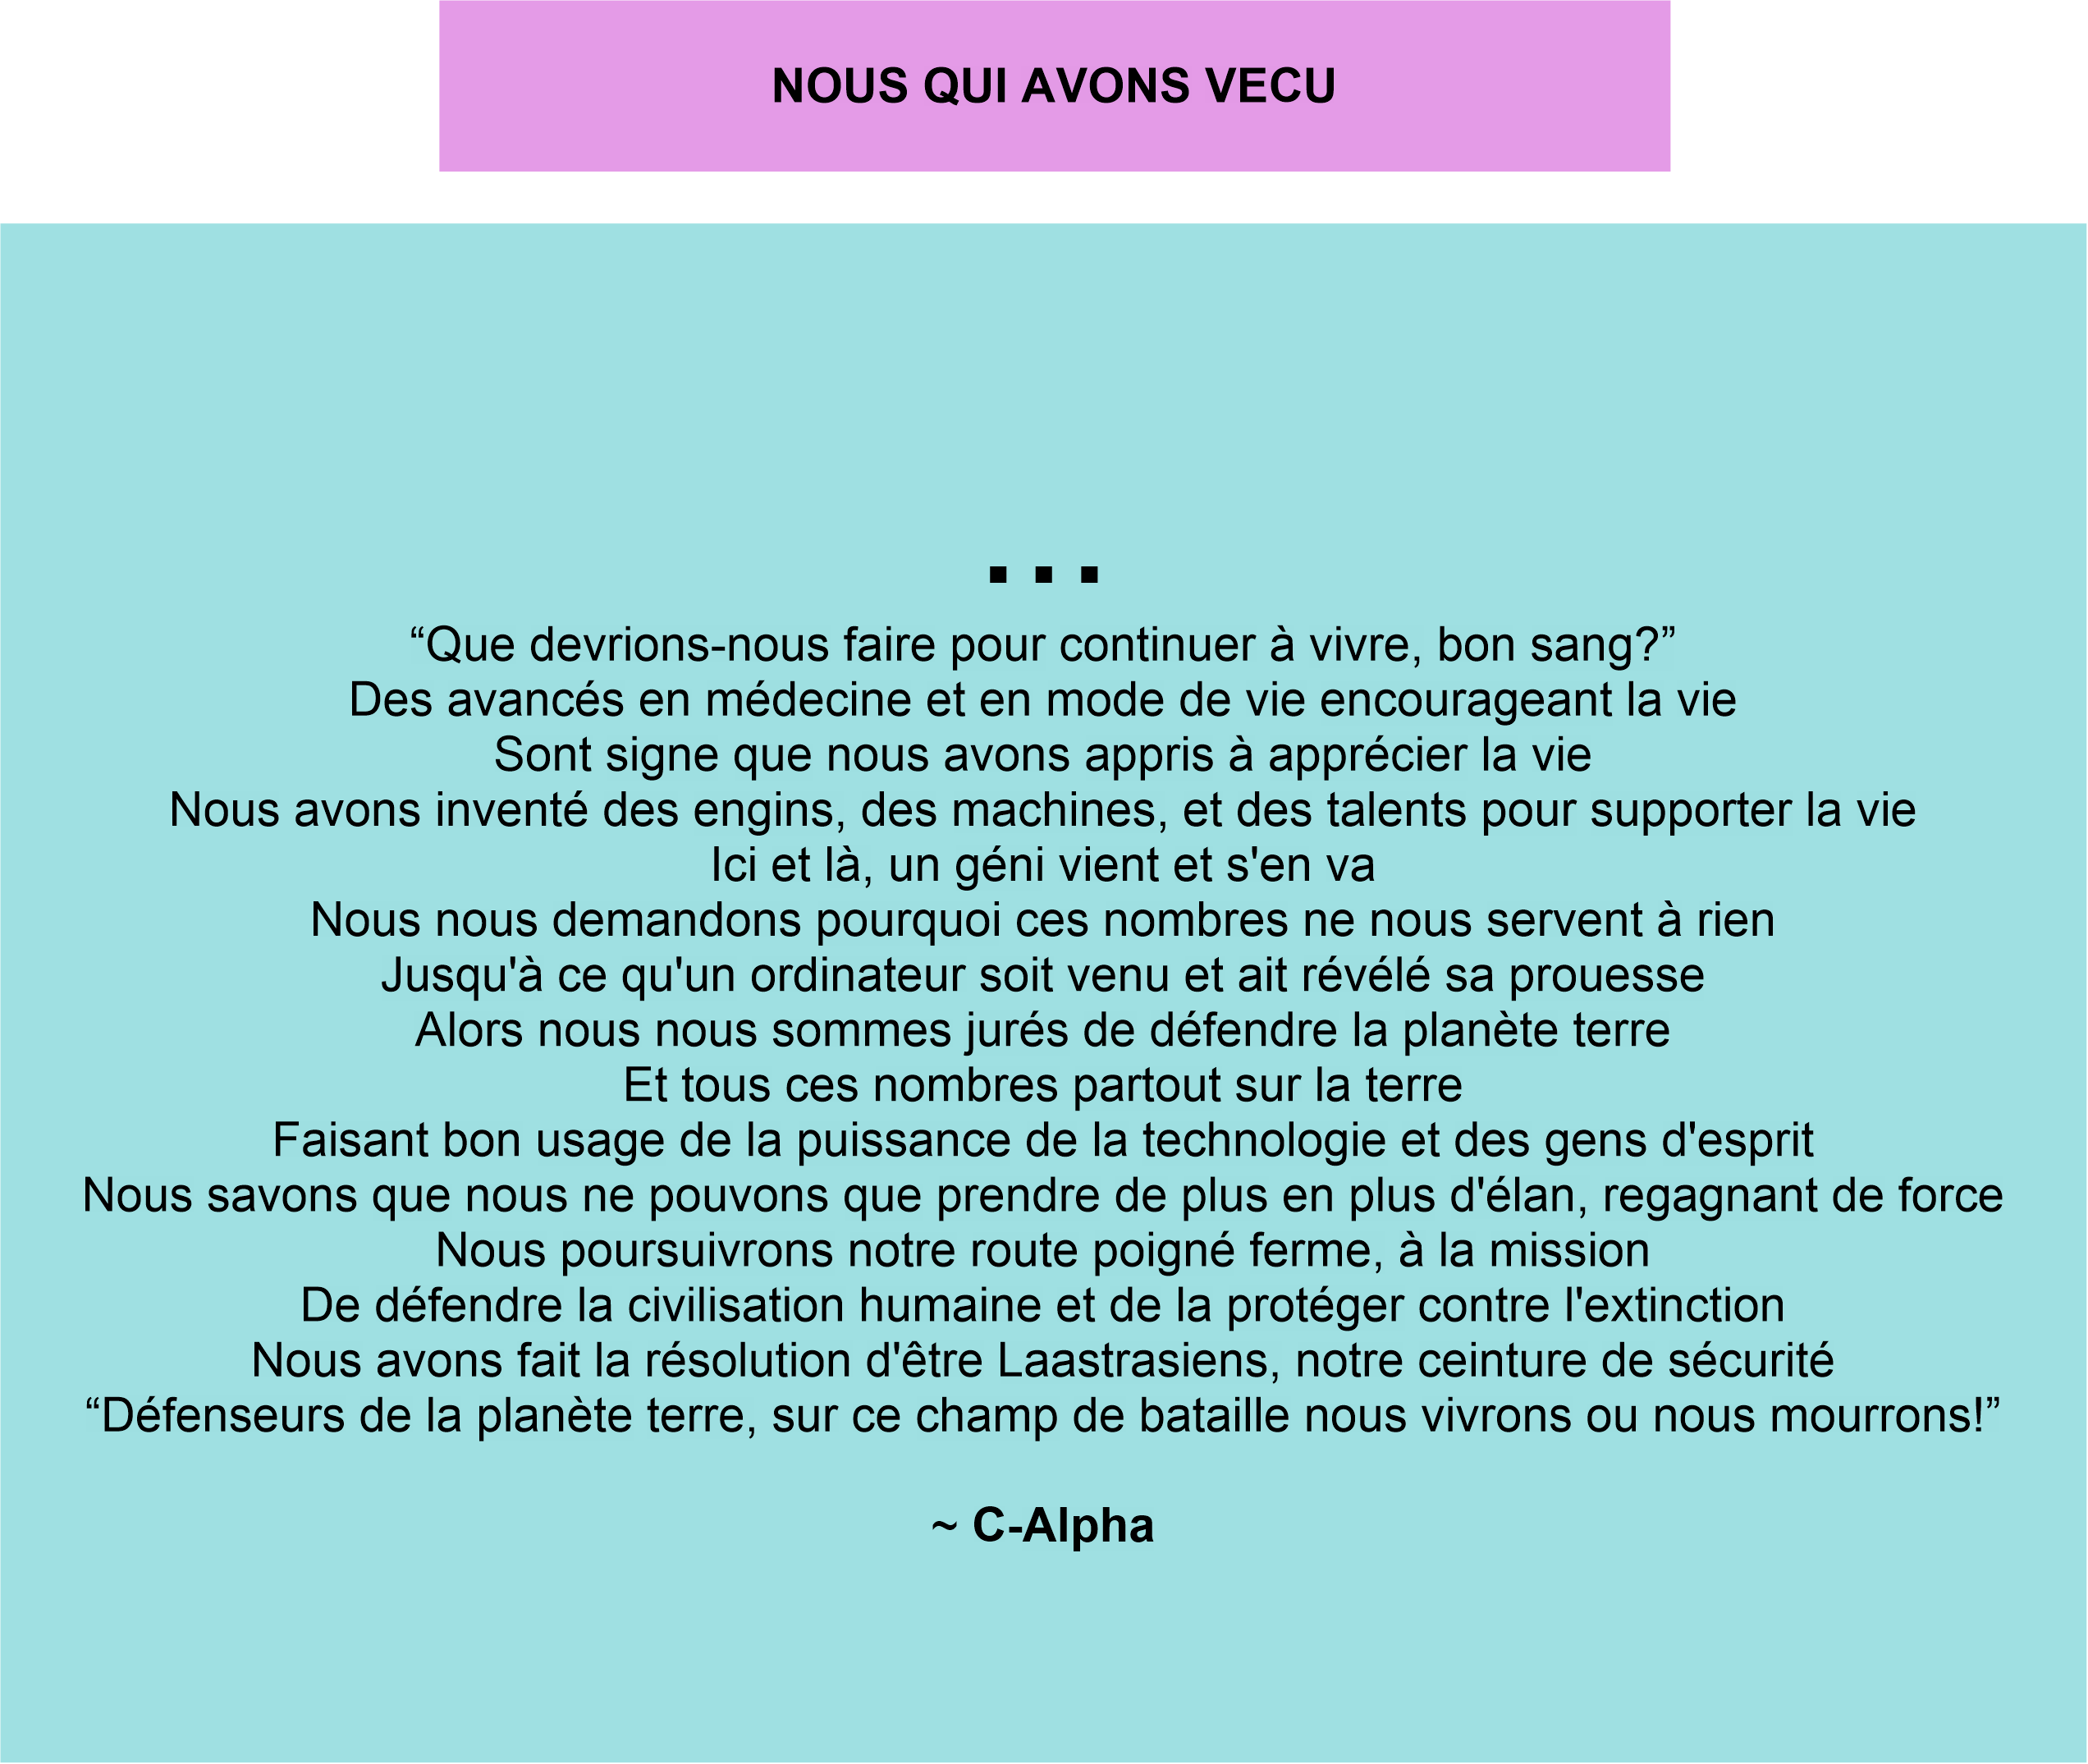 NOUS QUI AVONS VECU
...
“Que devrions-nous faire pour continuer à vivre, bon sang?”
Des avancés en médecine et en mode de vie encourageant la vie
Sont signe que nous avons appris à apprécier la vie
Nous avons inventé des engins, des machines, et des talents pour supporter la vie
Ici et là, un géni vient et s'en va
Nous nous demandons pourquoi ces nombres ne nous servent à rien
Jusqu'à ce qu'un ordinateur soit venu et ait révélé sa prouesse
Alors nous nous sommes jurés de défendre la planète terre
Et tous ces nombres partout sur la terre
Faisant bon usage de la puissance de la technologie et des gens d'esprit
Nous savons que nous ne pouvons que prendre de plus en plus d'élan, regagnant de force
Nous poursuivrons notre route poigné ferme, à la mission
De défendre la civilisation humaine et de la protéger contre l'extinction
Nous avons fait la résolution d'être Laastrasiens, notre ceinture de sécurité
“Défenseurs de la planète terre, sur ce champ de bataille nous vivrons ou nous mourrons!”
~ C-Alpha